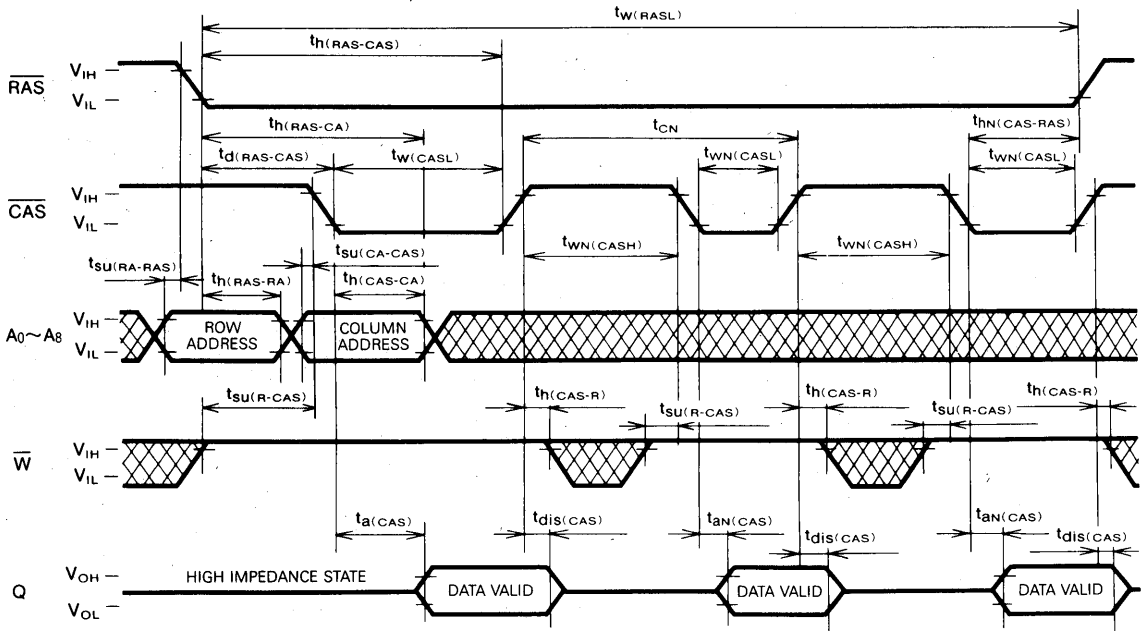 tw(RASL)
th(RAS-CAS)
RAS
VIH
VIL
th(RAS-CA)
tCN
thN(CAS-RAS)
td(RAS-CAS)
tw(CASL)
tWN(CASL)
tWN(CASL)
CAS
VIH
VIL
tsu(CA-CAS)
tWN(CASH)
tWN(CASH)
tsu(RA-RAS)
th(RAS-RA)
th(CAS-CA)
A0~A8
VIH
VIL
ROW
ADDRESS
COLUMN
ADDRESS
tsu(R-CAS)
th(CAS-R)
tsu(R-CAS)
th(CAS-R)
tsu(R-CAS)
th(CAS-R)
W
VIH
VIL
ta(CAS)
tdis(CAS)
taN(CAS)
tdis(CAS)
taN(CAS)
tdis(CAS)
Q
VOH
VOL
HIGH IMPEDANCE STATE
DATA VALID
DATA VALID
DATA VALID